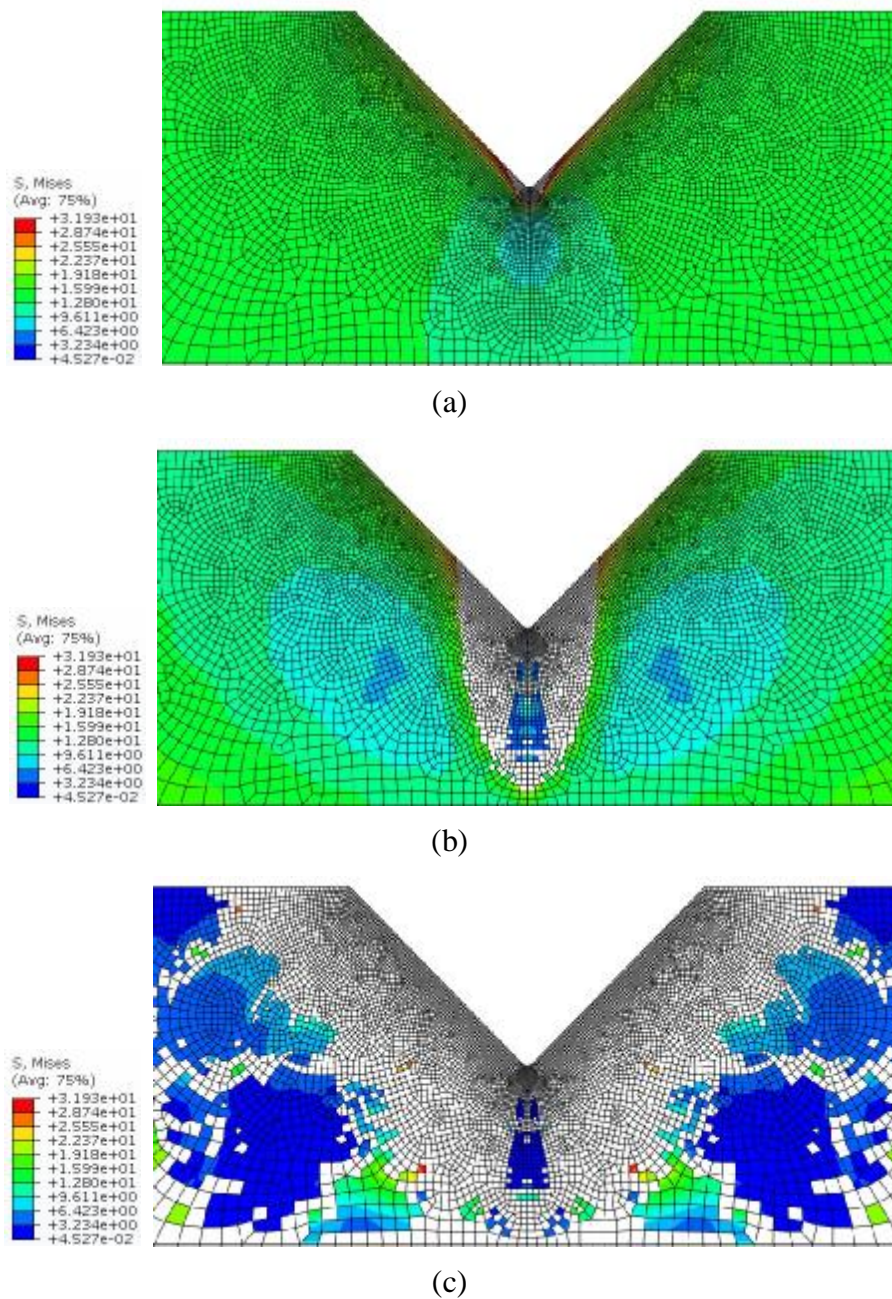 S, Mises
(Avg: 75%)
+3.193e+01
+2.874e+01
+2.555e+01
+2.237e+01
+1.918e+01
+1.599e+01
+1.280e+01
+9.611e+00
+6.423e+00
+3.234e+00
+4.527e-02
(a)
S, Mises
(Avg: 75%)
+3.193e+01
+2.874e+01
+2.555e+01
+2.237e+01
+1.918e+01
+1.599e+01
+1.280e+01
+9.611e+00
+6.423e+00
+3.234e+00
+4.527e-02
(b)
S, Mises
(Avg: 75%)
+3.193e+01
+2.874e+01
+2.555e+01
+2.237e+01
+1.918e+01
+1.599e+01
+1.280e+01
+9.611e+00
+6.423e+00
+3.234e+00
+4.527e-02
(c)